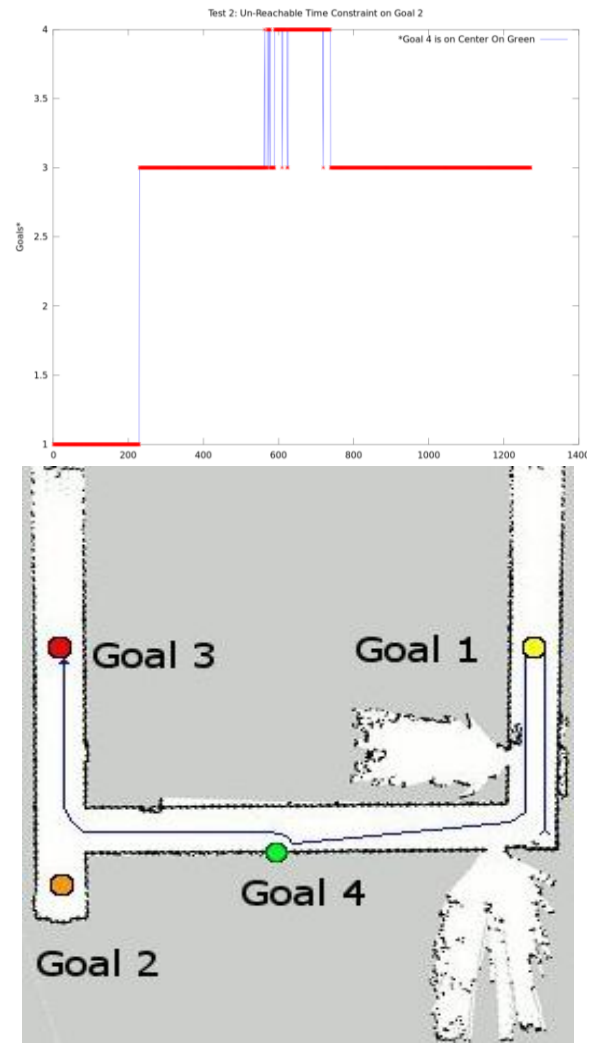 Test 2: Un-Reachable Time Constraint on Goal 2
*Goal 4 is on Center On Green
4
3.5
3
2.5
2
1.5
1
Goals*
0 200 400 600 800 1000 1200 1400
Goal 3 Goal 1
Goal 4
Goal 2